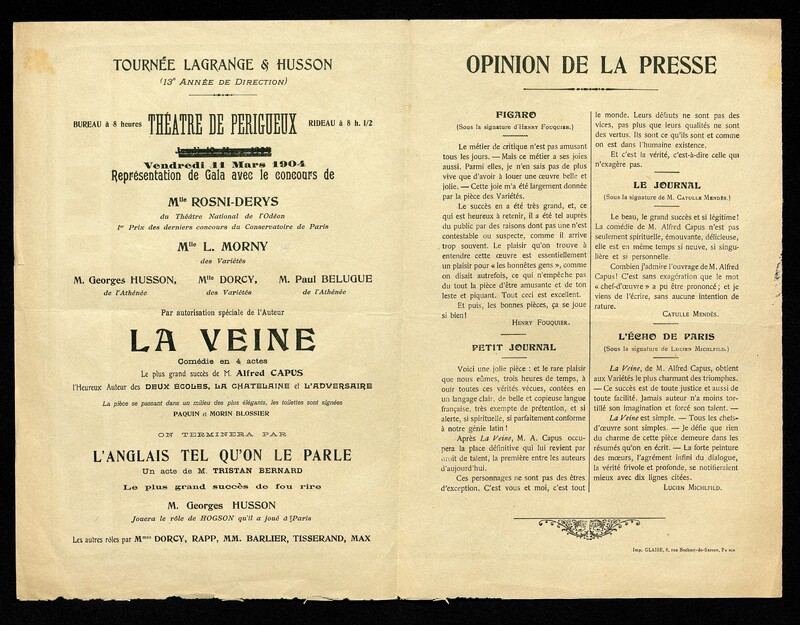 TOURNÉE LAGRANGE & HUSSON
(13e ANNÉE DE DIRECTION)
BUREAU à 8 heures THÉATRE DE PERIGUEUX RIDEAU à 8 h. 1/2
Vendredi 11 Mars 1904
Représentation de Gala avec le concours de
Mlle ROSNI-DERYS
du Théâtre National de l'Odéon
1er Prix des derniers concours du Conservatoire de Paris
Mlle L. MORNY
des Variétés
M. Georges HUSSON, Mlle DORCY, M. Paul BELUGUE
de l'Athénée des Variétés de l'Athénée
Par autorisation spéciale de l'Auteur
LA VEINE
Comédie en 4 actes
Le plus grand succès de M. Alfred CAPUS
l'Heureux Auteur des DEUX ECOLES, LA CHATELAINE et L'ADVERSAIRE
La pièce se passant dans un milieu des plus élégants, les toilettes sont signées
PAQUIN et MORIN BLOSSIER
ON TERMINERA PAR
L'ANGLAIS TEL QU'ON LE PARLE
Un acte de M. TRISTAN BERNARD
Le plus grand succès de fou rire
M. Georges HUSSON
Jouera le rôle de HOGSON qu'il a joué à Paris
Les autres rôles par Mmes DORCY, RAPP, MM. BARLIER, TISSERAND, MAX
OPINION DE LA PRESSE
FIGARO
(Sous la signature d'Henry Fouquier.)
Le métier de critique n'est pas amusant
tous les jours. — Mais ce métier a ses joies
aussi. Parmi elles, je n'en sais pas de plus
vive que d'avoir à louer une œuvre belle et
jolie. — Cette joie m'a été largement donnée
par la pièce des Variétés.
Le succès en a été très grand, et, ce
qui est heureux à retenir, il a été tel auprès
du public par des raisons dont pas une n'est
contestable ou suspecte, comme il arrive
trop souvent. Le plaisir qu'on trouve à
entendre cette œuvre est essentiellement
un plaisir pour « les honnêtes gens », comme
on disait autrefois, ce qui n'empêche pas
du tout la pièce d'être amusante et de ton
leste et piquant. Tout ceci est excellent.
Et puis, les bonnes pièces, ça se joue
si bien!
HENRY FOUQUIER.
PETIT JOURNAL
Voici une jolie pièce : et le rare plaisir
que nous eûmes, trois heures de temps, à
ouïr toutes ces vérités vécues, contées en
un langage clair, de belle et copieuse langue
française, très exempte de prétention, et si
alerte, si spirituelle, si parfaitement conforme
à notre génie latin !
Après La Veine, M. A. Capus occu-
pera la place définitive qui lui revient par
droit de talent, la première entre les auteurs
d'aujourd'hui.
Ces personnages ne sont pas des êtres
d'exception. C'est vous et moi, c'est tout
le monde. Leurs défauts ne sont pas des
vices, pas plus que leurs qualités ne sont
des vertus. Ils sont ce qu'ils sont et comme
on est dans l'humaine existence.
Et c'est la vérité, c'est-à-dire celle qui
n'exagère pas.
LE JOURNAL
(Sous la signature de M. CATULLE MENDÈS.)
Le beau, le grand succès et si légitime!
La comédie de M. Alfred Capus n'est pas
seulement spirituelle, émouvante, délicieuse,
elle est en même temps si neuve, si singu-
lière et si personnelle.
Combien j'admire l'ouvrage de M. Alfred
Capus! C'est sans exagération que le mot
« chef-d'œuvre » a pu être prononcé; et je
viens de l'écrire, sans aucune intention de
rature.
CATULLE MENDÈS.
L'ÉCHO DE PARIS
(Sous la signature de LUCIEN MICHLFILD.)
La Veine, de M. Alfred Capus, obtient
aux Variétés le plus charmant des triomphes.
— Ce succès est de toute justice et aussi de
toute facilité. Jamais auteur n'a moins tor-
tillé son imagination et forcé son talent. —
La Veine est simple. — Tous les chefs-
d'œuvre sont simples. — Je défie que rien
du charme de cette pièce demeure dans les
résumés qu'on en écrit. — La forte peinture
des mœurs, l'agrément infini du dialogue,
la vérité frivole et profonde, se notifieraient
mieux avec dix lignes citées.
LUCIEN MICHLFILD.
Imp. GLAISE, 8, rue Bochart-de-Saron, Paris